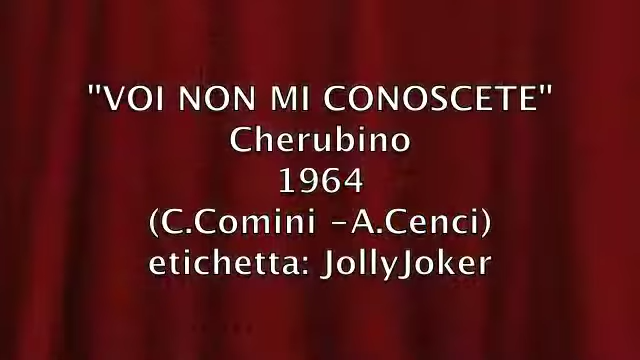 "VOI NON MI CONOSCETE"
Cherubino
1964
(C.Comini -A.Cenci)
etichetta: JollyJoker